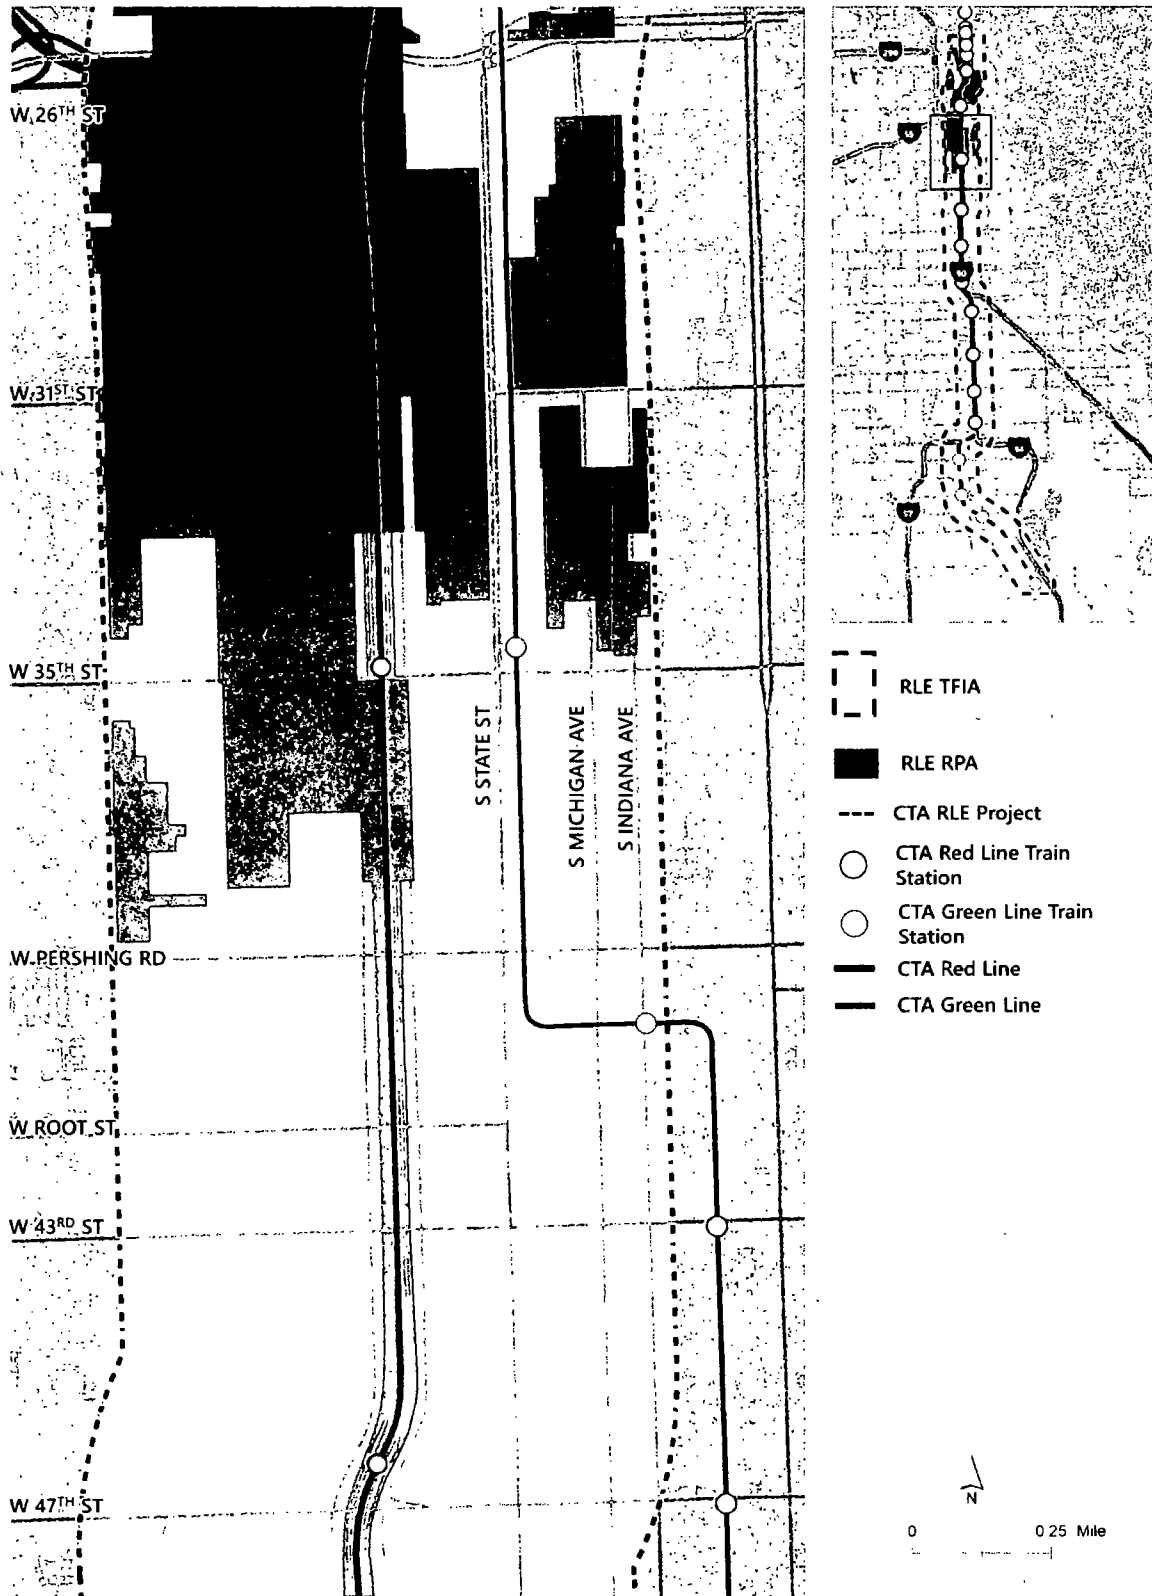 W 26TH ST
W 31ST ST
W 35TH ST
S STATE ST
S MICHIGAN AVE
S INDIANA AVE
W PERSHING RD
W ROOT ST
W 43RD ST
W 47TH ST
RLE TFIA
RLE RPA
CTA RLE Project
CTA Red Line Train
Station
CTA Green Line Train
Station
CTA Red Line
CTA Green Line
N
0 0 25 Mile